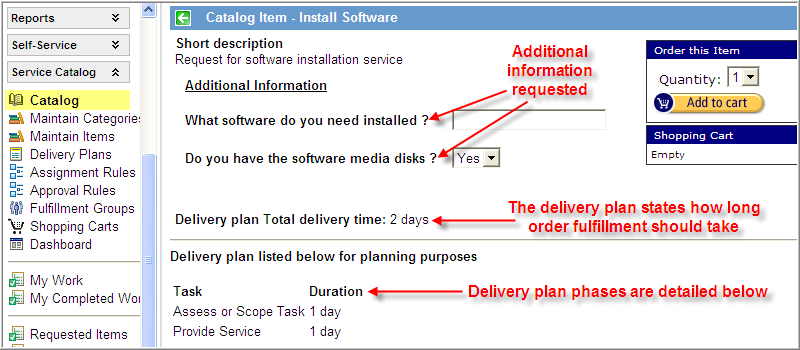 Reports
Self-Service
Service Catalog
Catalog
Maintain Categories
Maintain Items
Delivery Plans
Assignment Rules
Approval Rules
Fulfillment Groups
Shopping Carts
Dashboard
My Work
My Completed Wor
Requested Items
Catalog Item - Install Software
Short description
Request for software installation service
Additional Information
What software do you need installed ?
Do you have the software media disks ? Yes
Additional
information
requested
Delivery plan Total delivery time: 2 days
The delivery plan states how long
order fulfillment should take
Delivery plan listed below for planning purposes
Task Duration
Delivery plan phases are detailed below
Assess or Scope Task 1 day
Provide Service 1 day
Order this Item
Quantity: 1
Add to cart
Shopping Cart
Empty